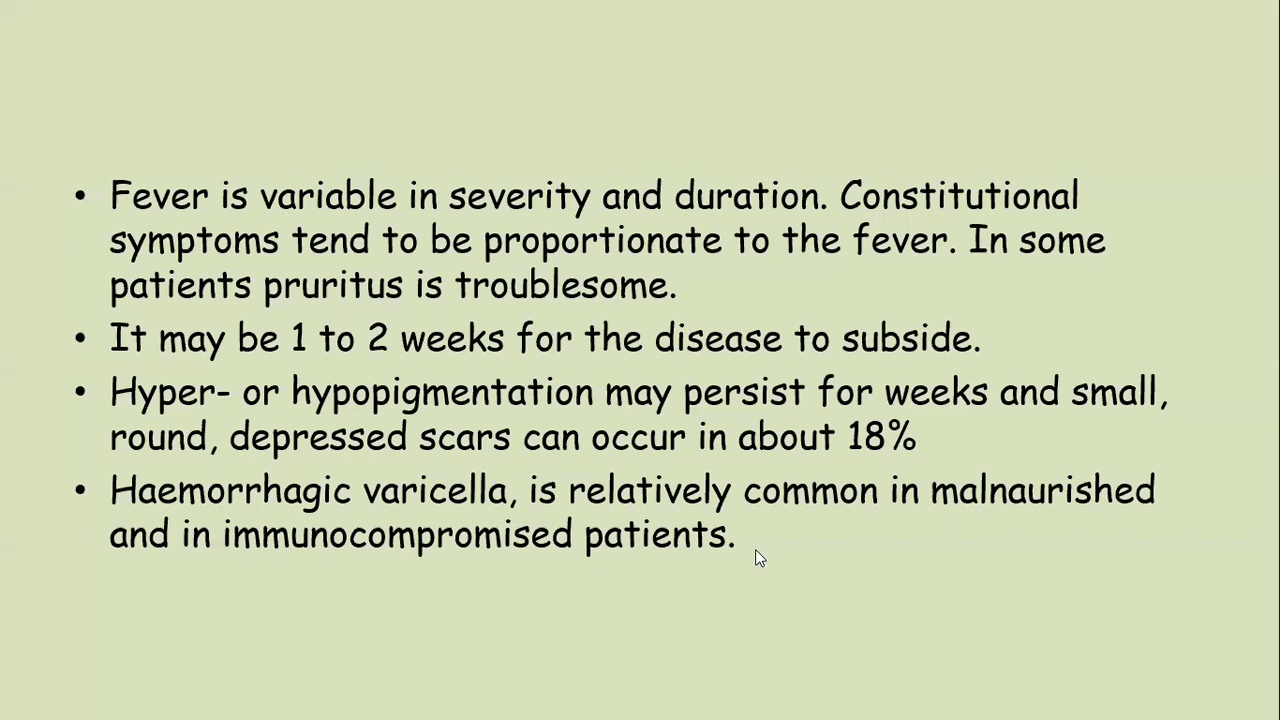 • Fever is variable in severity and duration. Constitutional
symptoms tend to be proportionate to the fever. In some
patients pruritus is troublesome.
• It may be 1 to 2 weeks for the disease to subside.
• Hyper- or hypopigmentation may persist for weeks and small,
round, depressed scars can occur in about 18%
• Haemorrhagic varicella, is relatively common in malnaurished
and in immunocompromised patients.